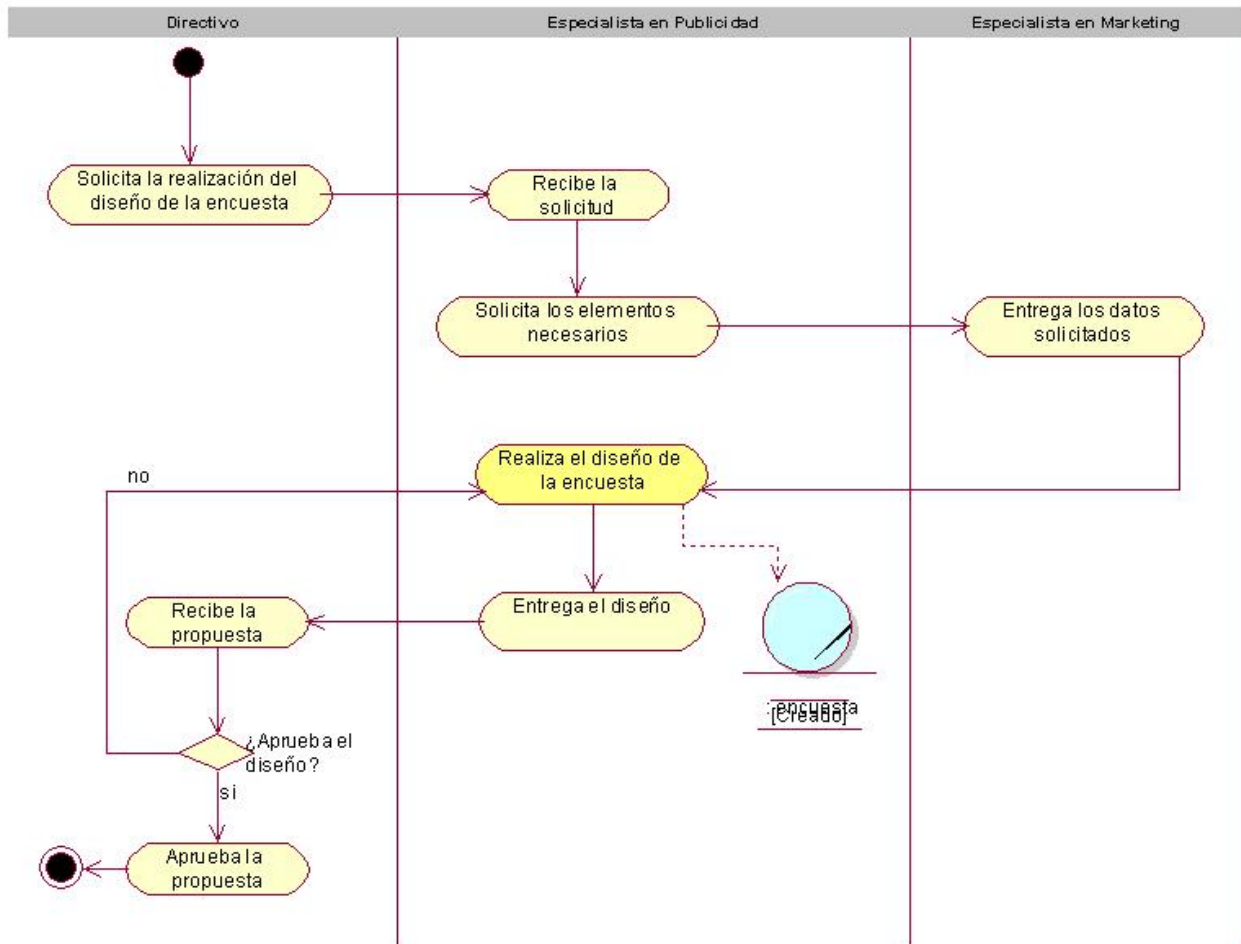 Directivo
Especialista en Publicidad
Especialista en Marketing
Solicita la realización del
diseño de la encuesta
Recibe la
solicitud
Solicita los elementos
necesarios
Entrega los datos
solicitados
Realiza el diseño de
la encuesta
no
Entrega el diseño
Recibe la
propuesta
: encuesta
[Creado]
¿Aprueba el
diseño?
si
Aprueba la
propuesta